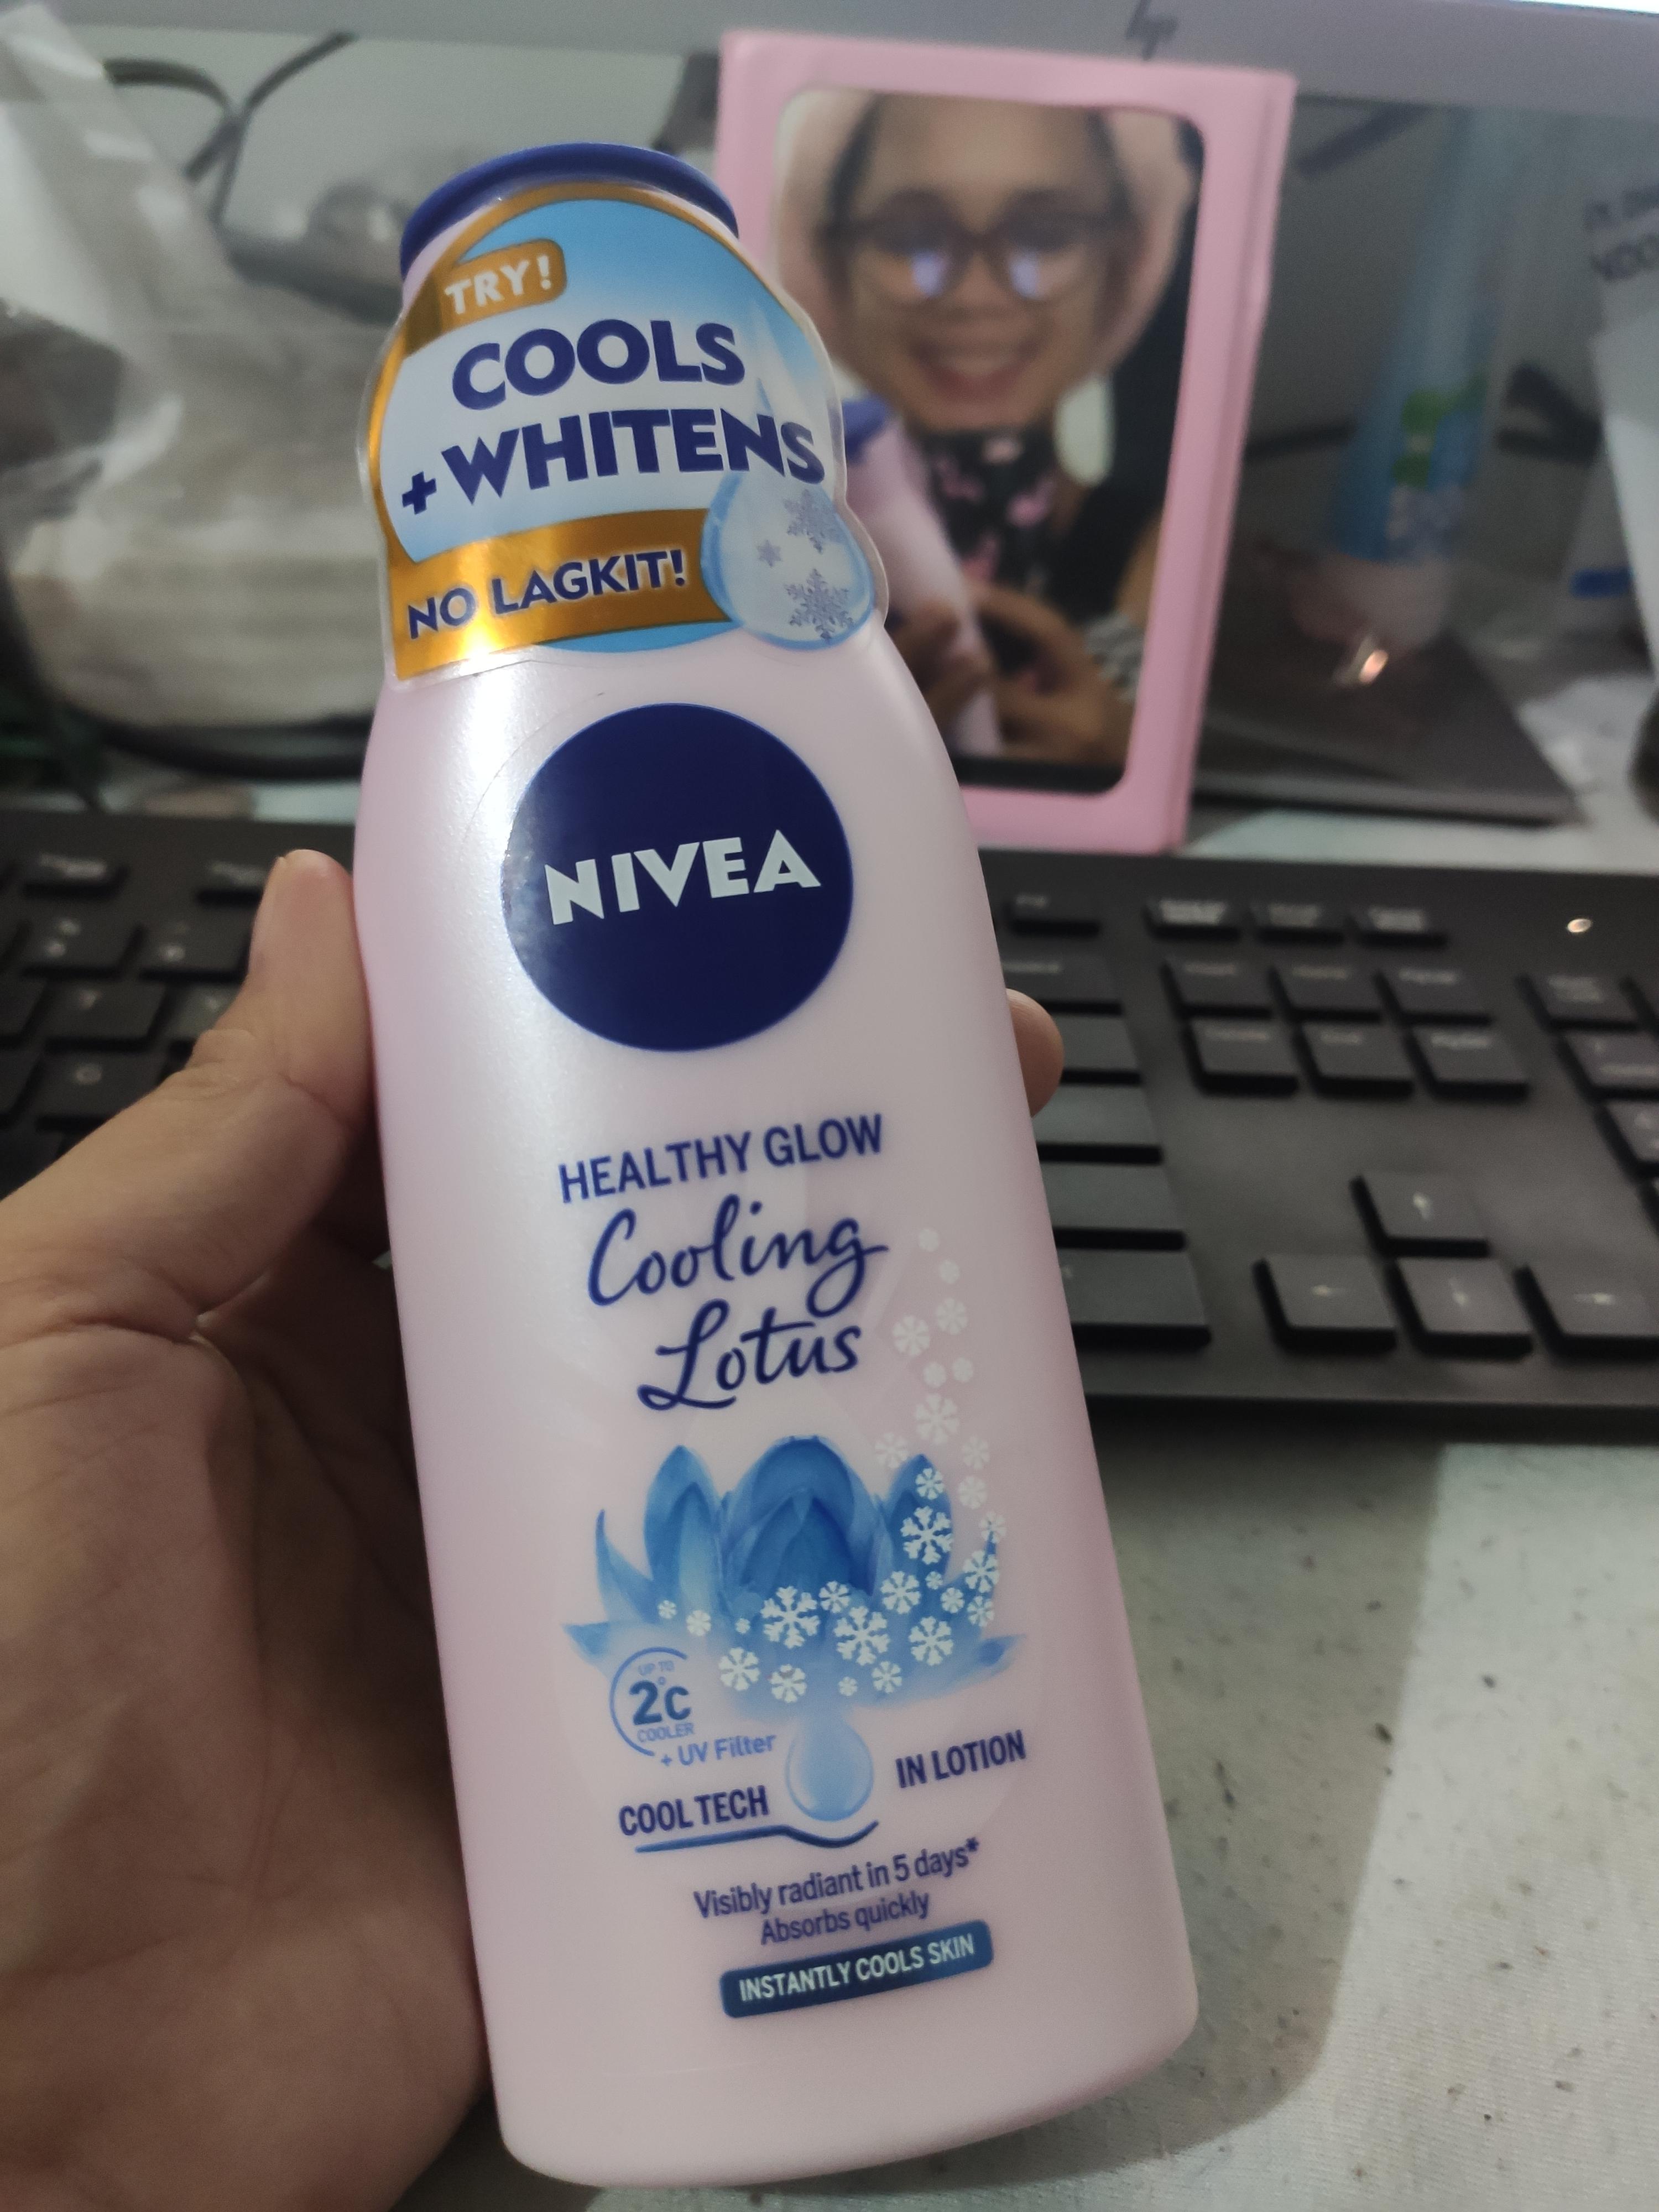 TRY!
COOLS
+ WHITENS
NO LAGKIT!
NIVEA
HEALTHY GLOW
Cooling
Lotus
UP TO
2°C
COOLER
+ UV Filter
COOL TECH IN LOTION
Visibly radiant in 5 days*
Absorbs quickly
INSTANTLY COOLS SKIN